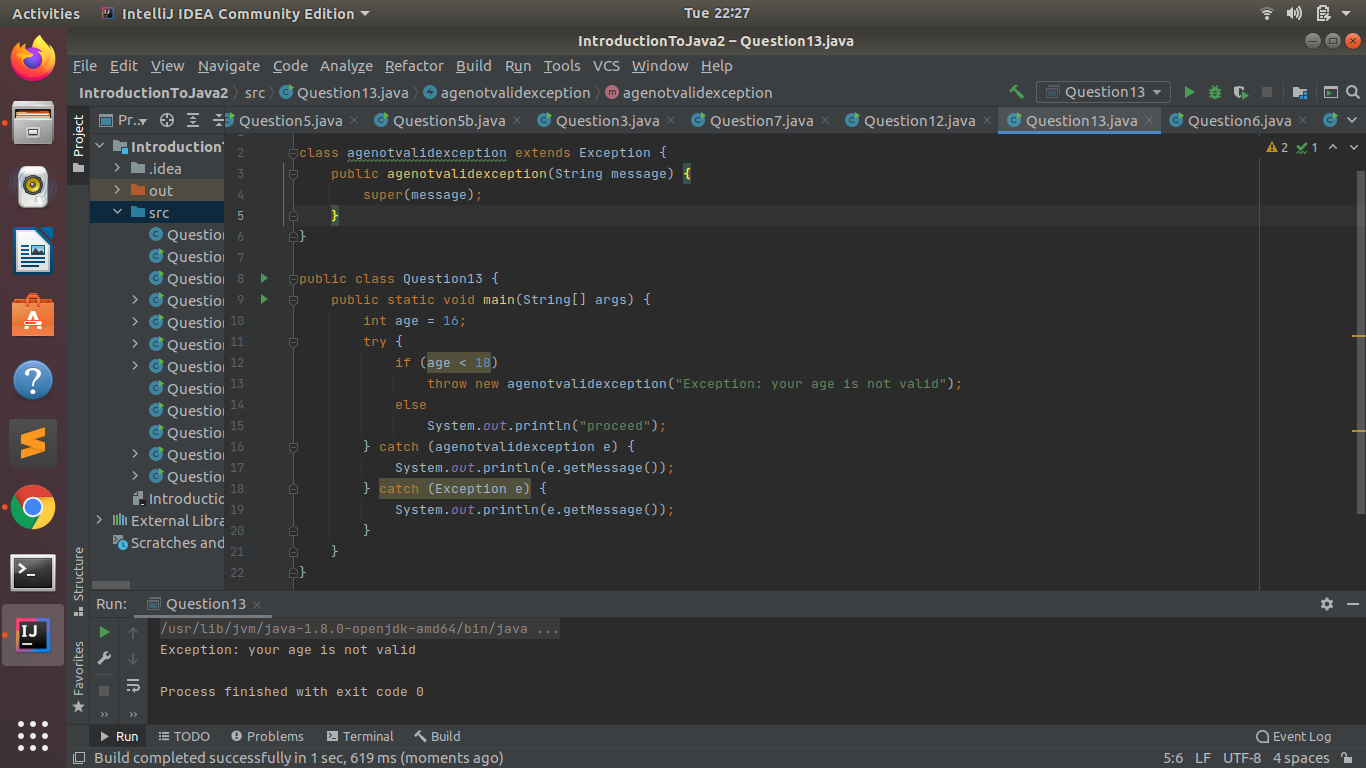 Activities
IntelliJ IDEA Community Edition
Tue 22:27
IntroductionToJava2 – Question13.java
File Edit View Navigate Code Analyze Refactor Build Run Tools VCS Window Help
IntroductionToJava2 src Question13.java agenotvalidexception agenotvalidexception
Question13
Project
Pr...
Question5.java Question5b.java Question3.java Question7.java Question12.java Question13.java Question6.java
Introduction
.idea
out
src
Question
Question
Question
Question
Question
Question
Question
Question
Question
Question
Question
Question
Introductio
External Libra
Scratches and
2 class agenotvalidexception extends Exception {
3 public agenotvalidexception(String message) {
4 super(message);
5 }
6 }
7
8 public class Question13 {
9 public static void main(String[] args) {
10 int age = 16;
11 try {
12 if (age < 18)
13 throw new agenotvalidexception("Exception: your age is not valid");
14 else
15 System.out.println("proceed");
16 } catch (agenotvalidexception e) {
17 System.out.println(e.getMessage());
18 } catch (Exception e) {
19 System.out.println(e.getMessage());
20 }
21 }
22 }
2 1
Structure
Favorites
Run: Question13
/usr/lib/jvm/java-1.8.0-openjdk-amd64/bin/java ...
Exception: your age is not valid
Process finished with exit code 0
Run TODO Problems Terminal Build
Event Log
Build completed successfully in 1 sec, 619 ms (moments ago)
5:6 LF UTF-8 4 spaces